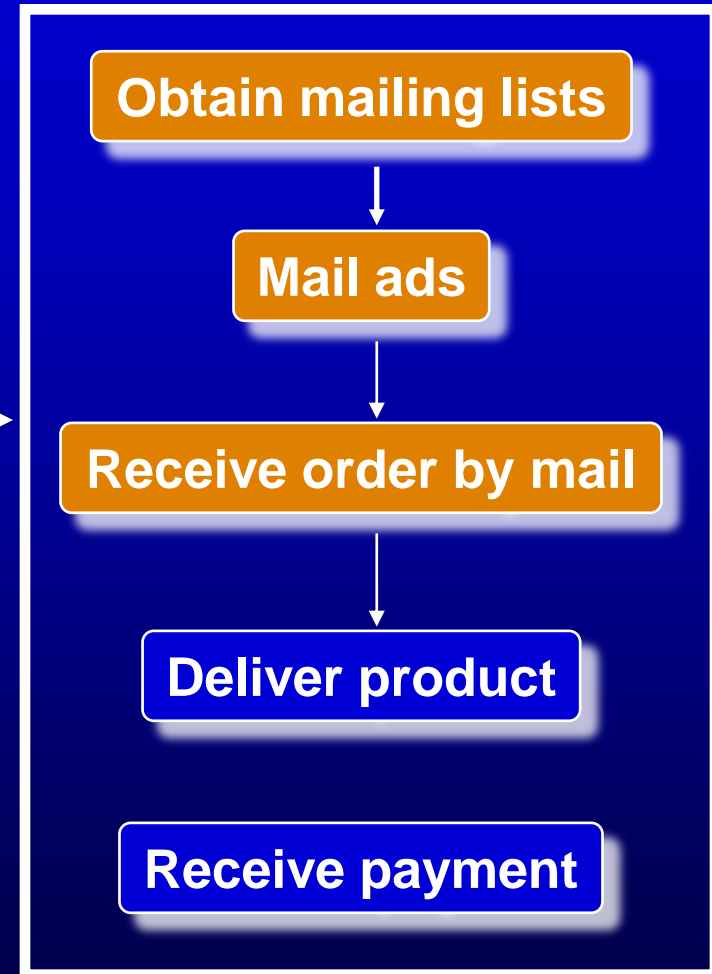 Obtain mailing lists
Mail ads
Receive order by mail
Deliver product
Receive payment